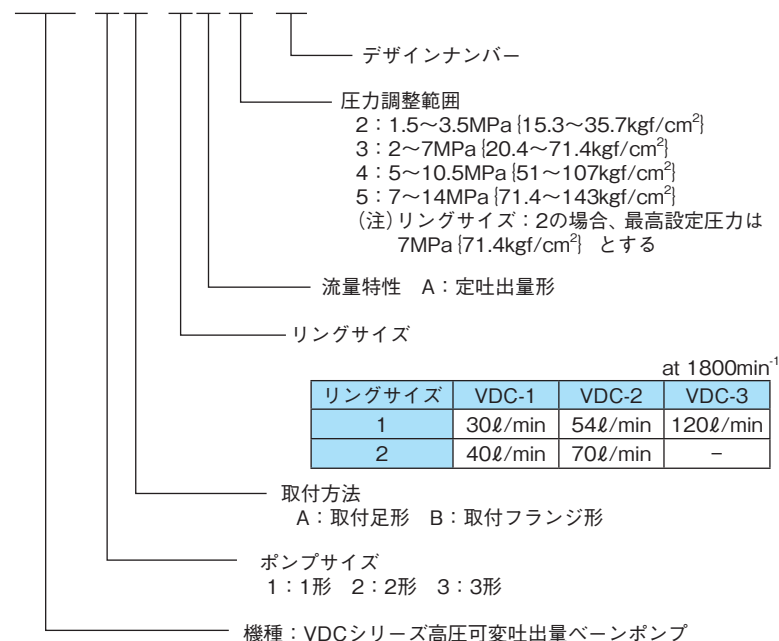 デザインナンバー
圧力調整範囲
2：1.5～3.5MPa{15.3～35.7kgf/cm²}
3：2～7MPa{20.4～71.4kgf/cm²}
4：5～10.5MPa{51～107kgf/cm²}
5：7～14MPa{71.4～143kgf/cm²}
（注）リングサイズ：2の場合、最高設定圧力は
7MPa{71.4kgf/cm²} とする
流量特性 A：定吐出量形
リングサイズ
at 1800min⁻¹
リングサイズ VDC-1 VDC-2 VDC-3
1 30ℓ/min 54ℓ/min 120ℓ/min
2 40ℓ/min 70ℓ/min −
取付方法
A：取付足形 B：取付フランジ形
ポンプサイズ
1：1形 2：2形 3：3形
機種：VDCシリーズ高圧可変吐出量ベーンポンプ